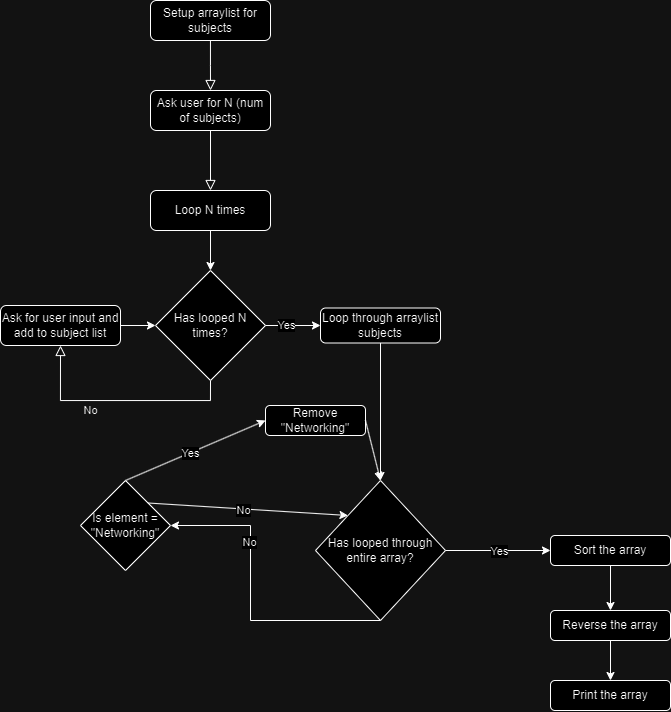 Setup arraylist for
subjects
Ask user for N (num
of subjects)
Loop N times
Ask for user input and
add to subject list
Has looped N
times?
Yes
Loop through arraylist
subjects
No
Remove
"Networking"
Yes
Is element =
"Networking"
No
No
Has looped through
entire array?
Yes
Sort the array
Reverse the array
Print the array